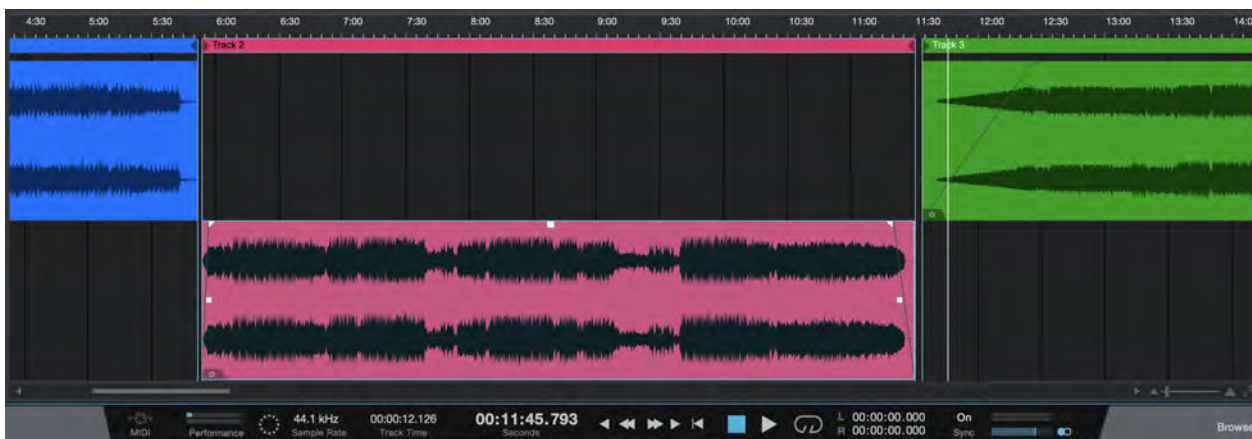 4:30 5:00 5:30 6:00 6:30 7:00 7:30 8:00 8:30 9:00 9:30 10:00 10:30 11:00 11:30 12:00 12:30 13:00 13:30 14:0
Track 2 Track 3
44.1 kHz 00:00:12.126 00:11:45.793 L 00:00:00.000 On
MIDI Performance Sample Rate Track Time Seconds R 00:00:00.000 Sync Browse